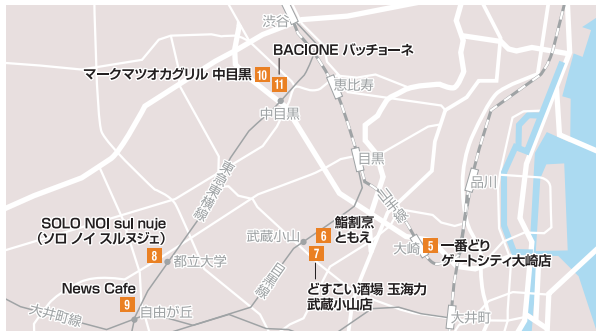 渋谷
BACIONE バッチョーネ
マークマツオカグリル 中目黒
10
11
恵比寿
中目黒
目黒
東急東横線
山手線
品川
SOLO NOI sul nuje
(ソロ ノイ スルヌジェ)
8
都立大学
武蔵小山
6
鮨割烹
ともえ
7
目黒線
どすこい酒場 玉海力
武蔵小山店
大崎
5
一番どり
ゲートシティ大崎店
News Cafe
9
大井町線
自由が丘
大井町